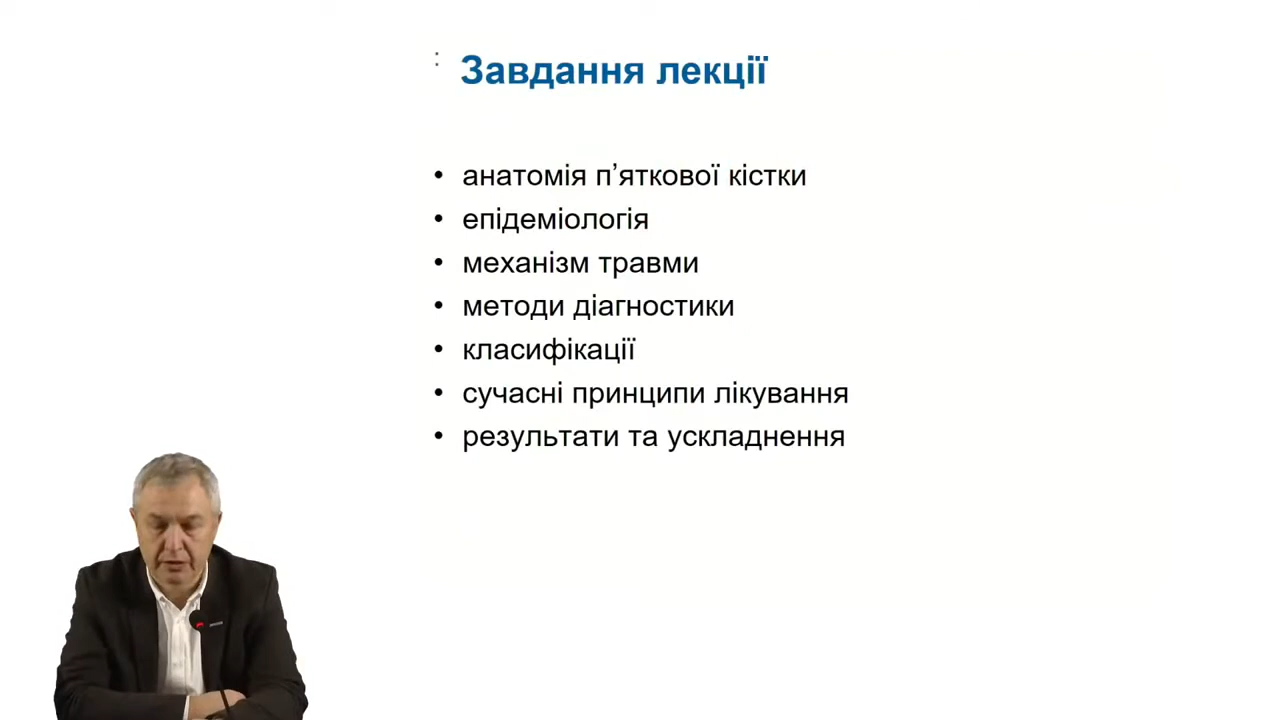 Завдання лекції
• анатомія п’яткової кістки
• епідеміологія
• механізм травми
• методи діагностики
• класифікації
• сучасні принципи лікування
• результати та ускладнення